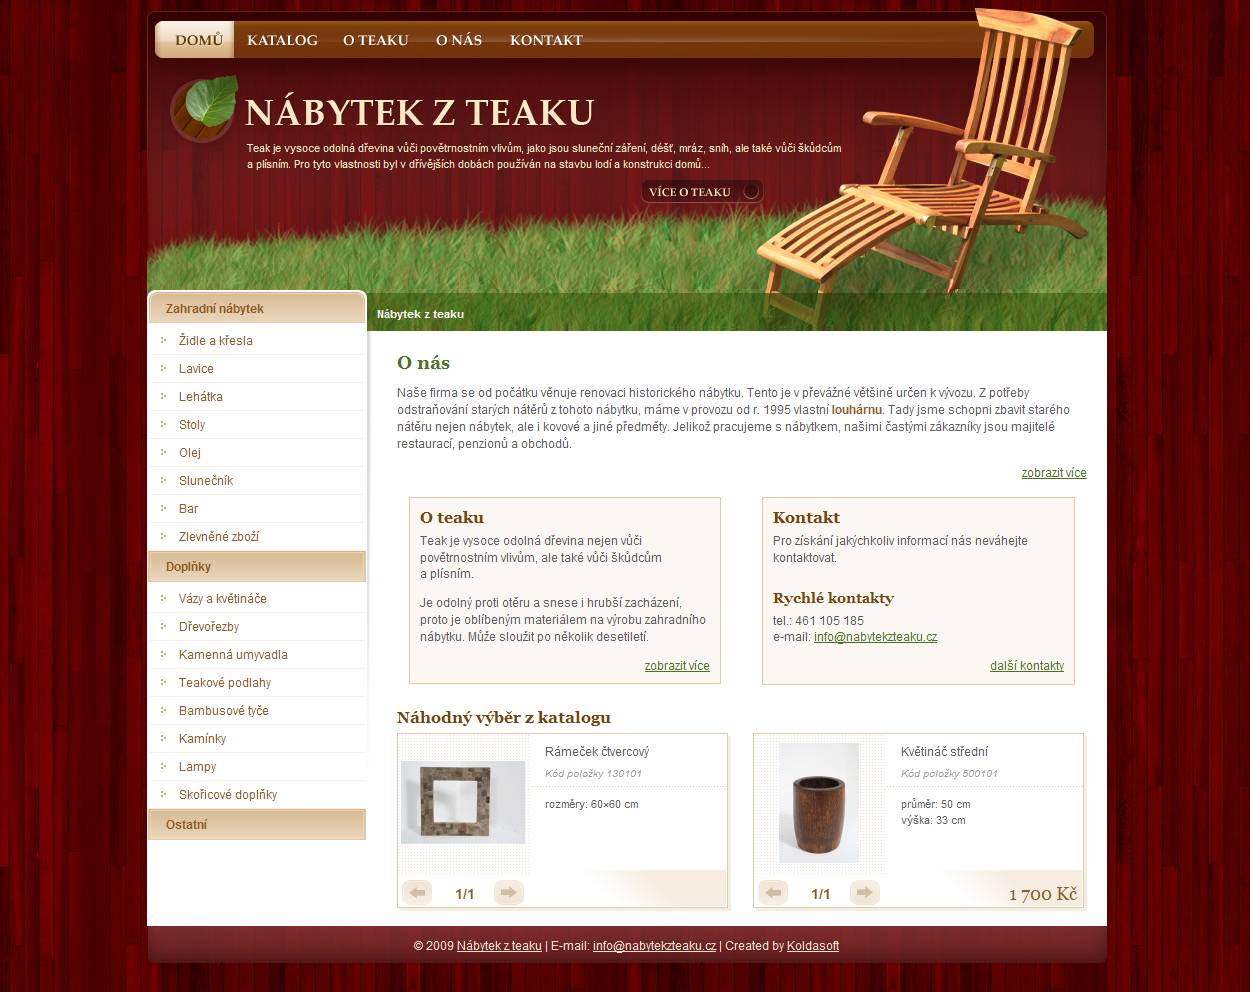 DOMŮ
KATALOG
O TEAKU
O NÁS
KONTAKT
NÁBYTEK Z TEAKU
Teak je vysoce odolná dřevina vůči povětrnostním vlivům, jako jsou sluneční záření, déšť, mráz, sníh, ale také vůči škůdcům
a plísním. Pro tyto vlastnosti byl v dřívějších dobách používán na stavbu lodí a konstrukci domů...
VÍCE O TEAKU
Zahradní nábytek
Židle a křesla
Lavice
Lehátka
Stoly
Olej
Slunečník
Bar
Zlevněné zboží
Doplňky
Vázy a květináče
Dřevořezby
Kamenná umyvadla
Teakové podlahy
Bambusové tyče
Kamínky
Lampy
Skořicové doplňky
Ostatní
Nábytek z teaku
O nás
Naše firma se od počátku věnuje renovaci historického nábytku. Tento je v převážné většině určen k vývozu. Z potřeby
odstraňování starých nátěrů z tohoto nábytku, máme v provozu od r. 1995 vlastní louhárnu. Tady jsme schopni zbavit starého
nátěru nejen nábytek, ale i kovové a jiné předměty. Jelikož pracujeme s nábytkem, našimi častými zákazníky jsou majitelé
restaurací, penzionů a obchodů.
zobrazit více
O teaku
Teak je vysoce odolná dřevina nejen vůči
povětrnostním vlivům, ale také vůči škůdcům
a plísním.
Je odolný proti otěru a snese i hrubší zacházení,
proto je oblíbeným materiálem na výrobu zahradního
nábytku. Může sloužit po několik desetiletí.
zobrazit více
Kontakt
Pro získání jakýchkoliv informací nás neváhejte
kontaktovat.
Rychlé kontakty
tel.: 461 105 185
e-mail: info@nabytekzteaku.cz
další kontakty
Náhodný výběr z katalogu
Rámeček čtvercový
Kód položky 130101
rozměry: 60×60 cm
1/1
Květináč střední
Kód položky 500101
průměr: 50 cm
výška: 33 cm
1/1
1 700 Kč
© 2009 Nábytek z teaku | E-mail: info@nabytekzteaku.cz | Created by Koldasoft